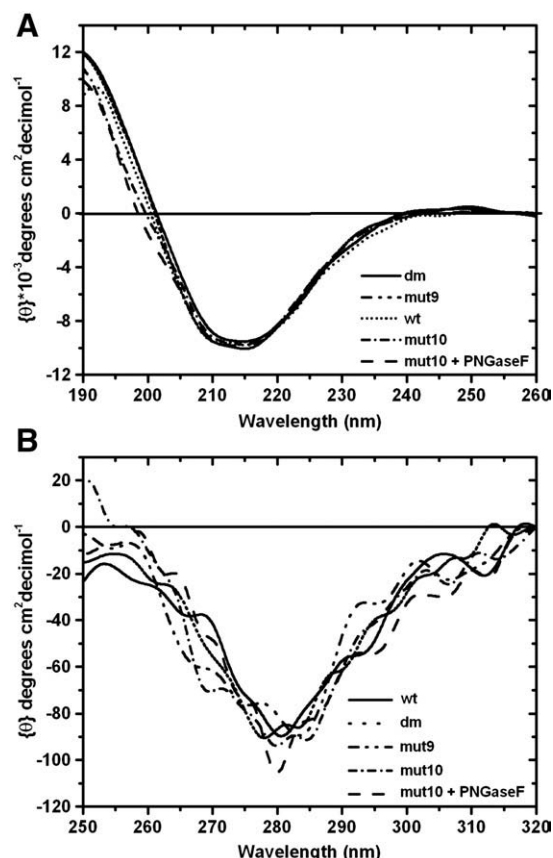 A
{θ}*10⁻³degrees cm²decimol⁻¹
12
8
4
0
-4
-8
-12
dm
mut9
wt
mut10
mut10 + PNGaseF
190 200 210 220 230 240 250 260
Wavelength (nm)
B
{θ} degrees cm²decimol⁻¹
20
0
-20
-40
-60
-80
-100
-120
wt
dm
mut9
mut10
mut10 + PNGaseF
250 260 270 280 290 300 310 320
Wavelength (nm)